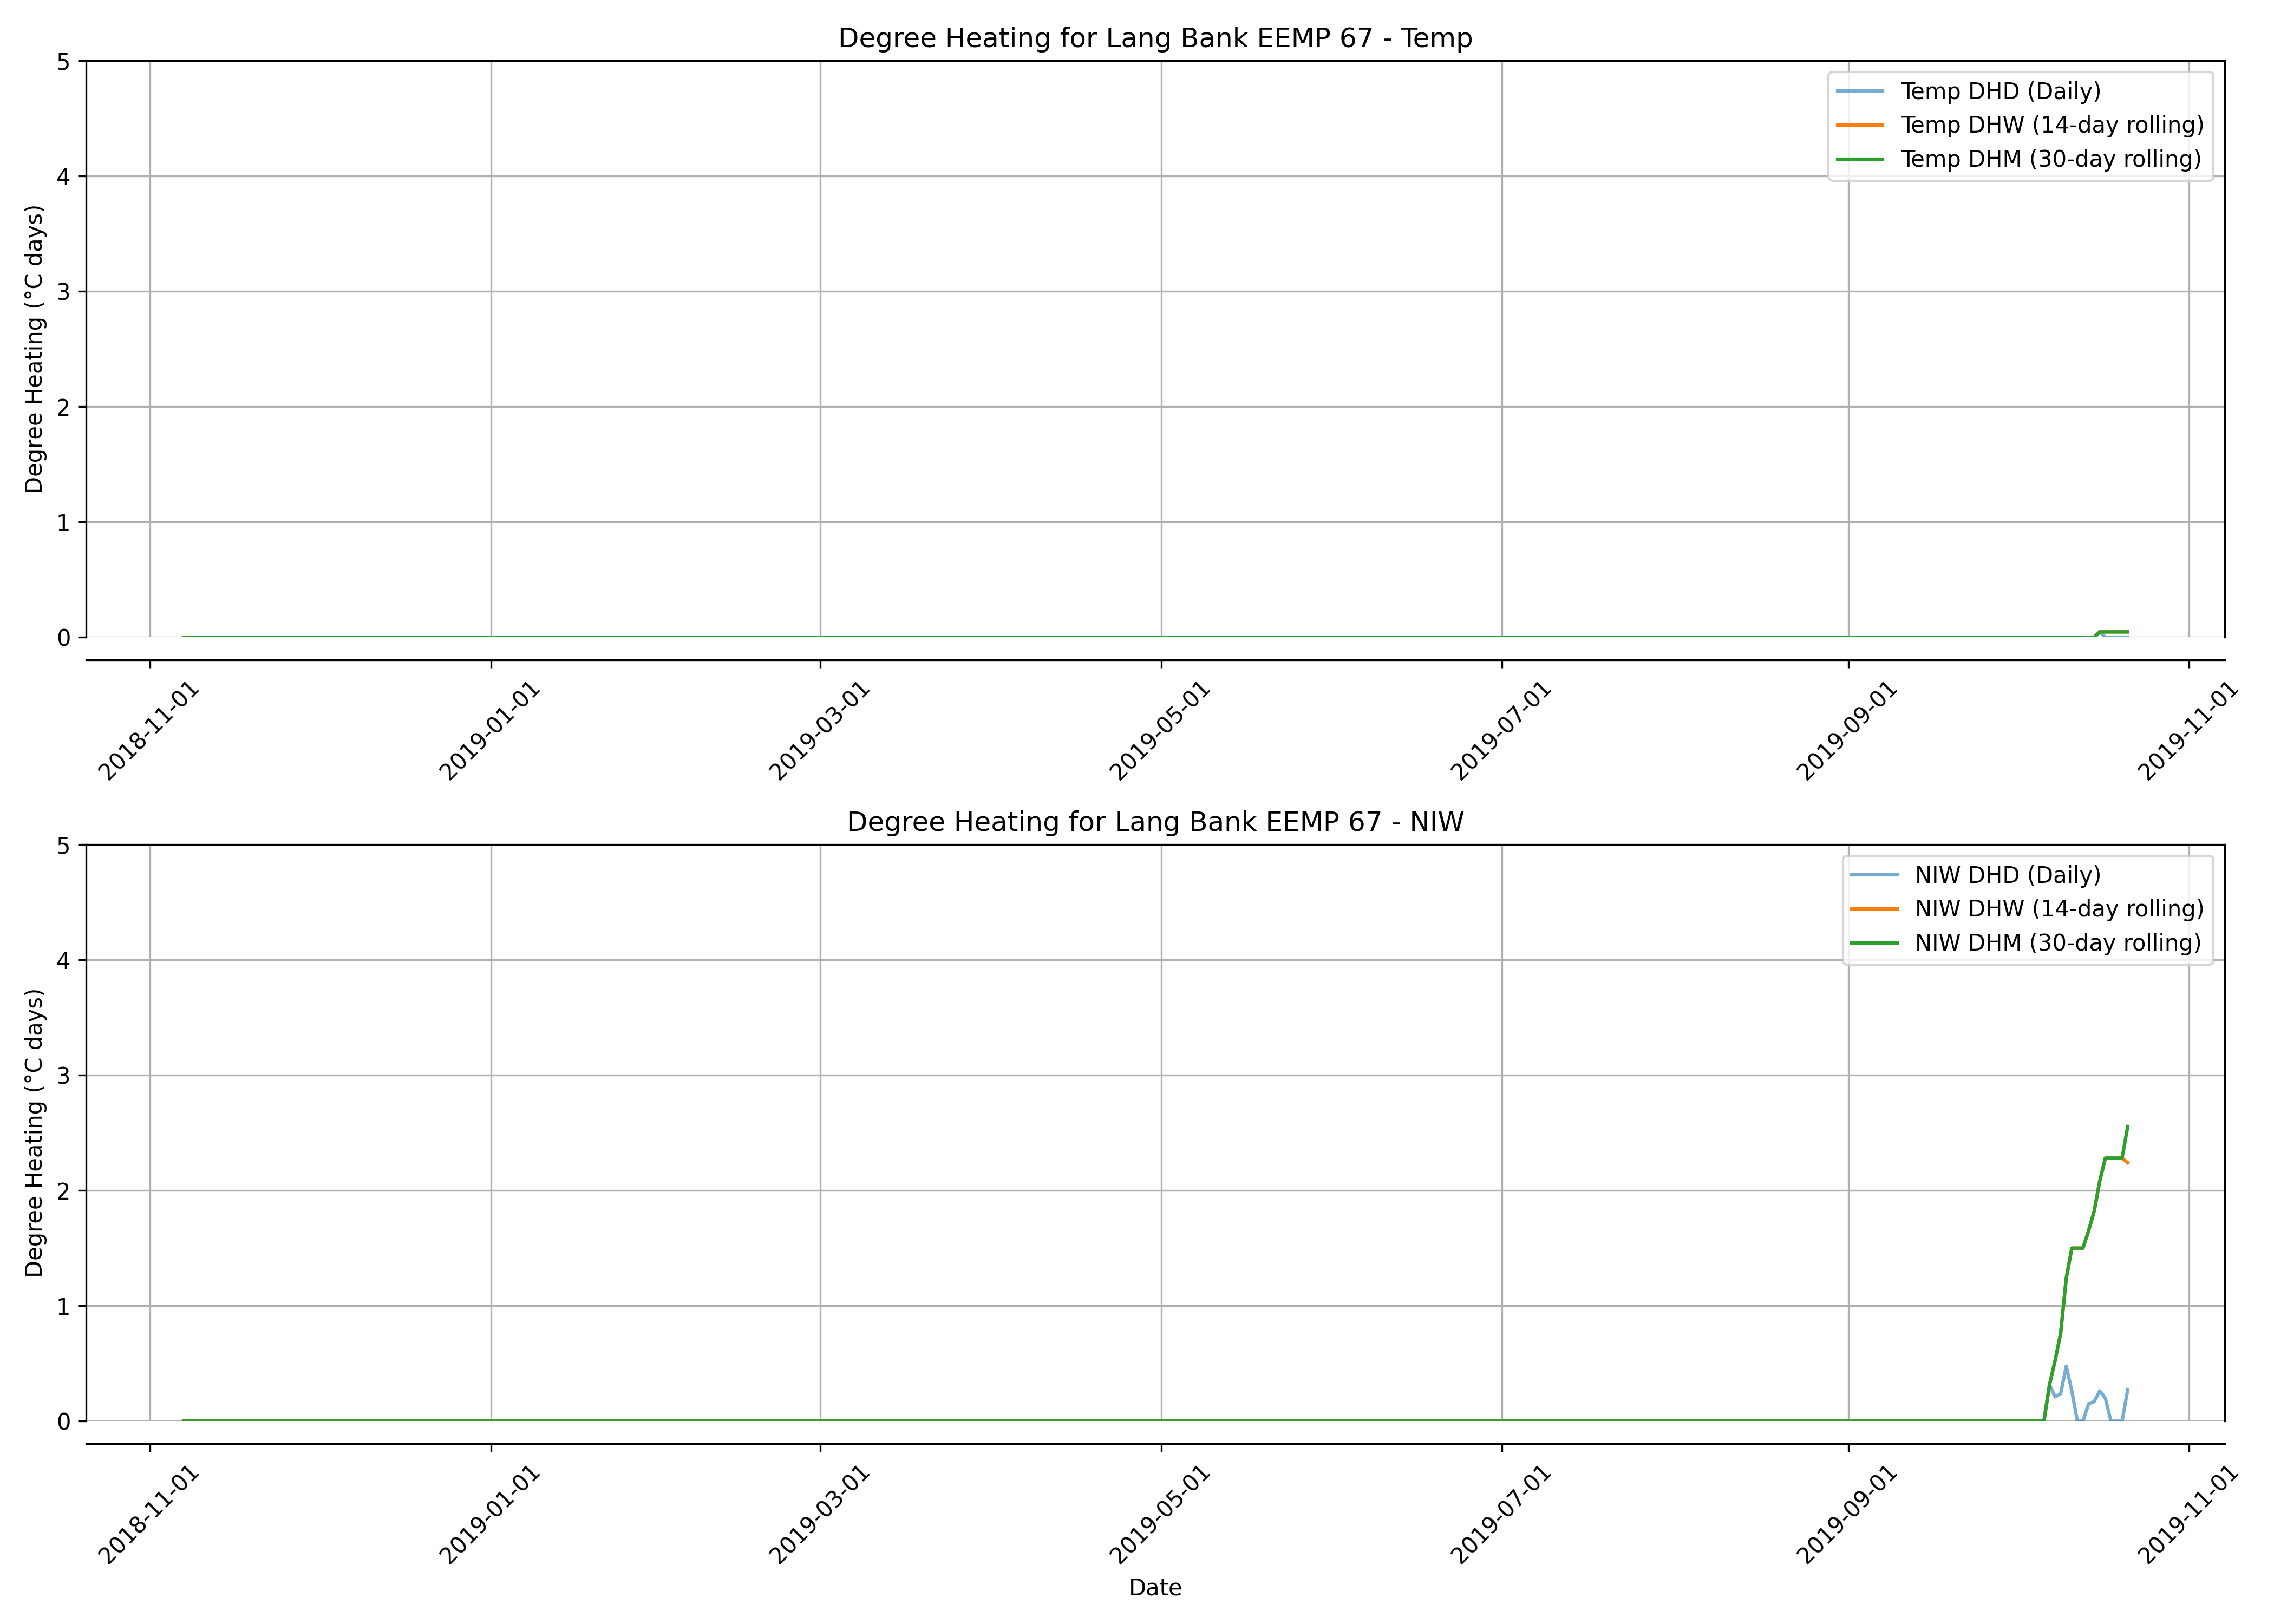 Degree Heating for Lang Bank EEMP 67 - Temp
Degree Heating (°C days)
5
4
3
2
1
0
Temp DHD (Daily)
Temp DHW (14-day rolling)
Temp DHM (30-day rolling)
2018-11-01
2019-01-01
2019-03-01
2019-05-01
2019-07-01
2019-09-01
2019-11-01
Degree Heating for Lang Bank EEMP 67 - NIW
Degree Heating (°C days)
5
4
3
2
1
0
NIW DHD (Daily)
NIW DHW (14-day rolling)
NIW DHM (30-day rolling)
2018-11-01
2019-01-01
2019-03-01
2019-05-01
2019-07-01
2019-09-01
2019-11-01
Date